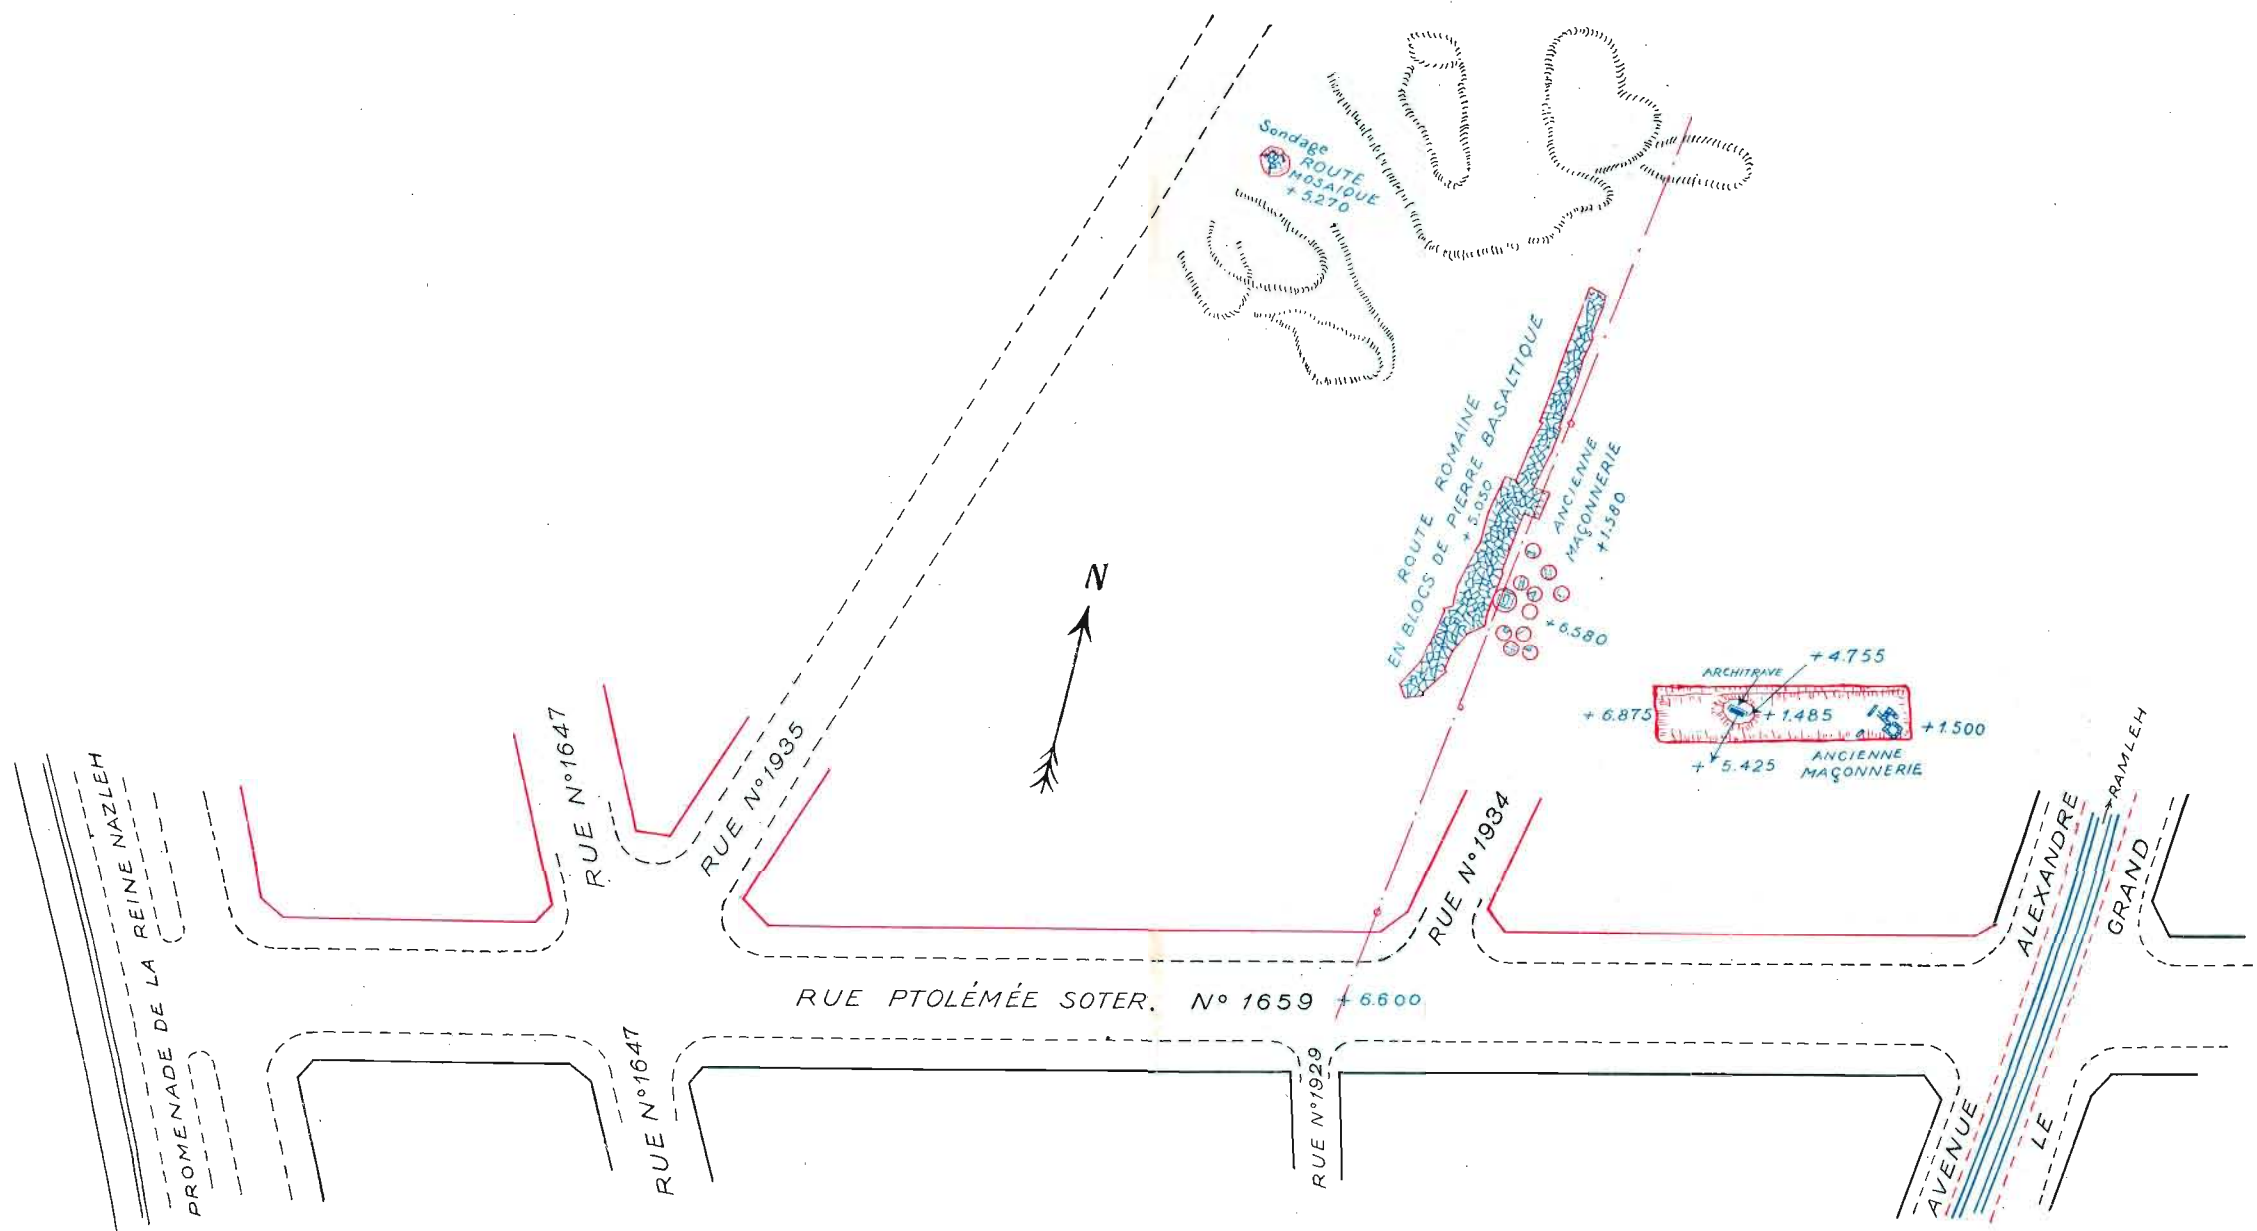 Sondage
ROUTE
MOSAIQUE
+ 5.270
ROUTE ROMAINE
EN BLOCS DE PIERRE BASALTIQUE
+ 5.050
ANCIENNE
MAÇONNERIE
+1.580
N
+6.580
+4.755
ARCHITRAVE
+ 6.875
+1.485
+1.500
+ 5.425
ANCIENNE
MAÇONNERIE
RUE N°1647
RUE N°1935
RUE N°1934
→RAMLEH
PROMENADE DE LA REINE NAZLEH
RUE PTOLÉMÉE SOTER. N° 1659 + 6.600
RUE N°1647
RUE N°1929
AVENUE ALEXANDRE
LE GRAND